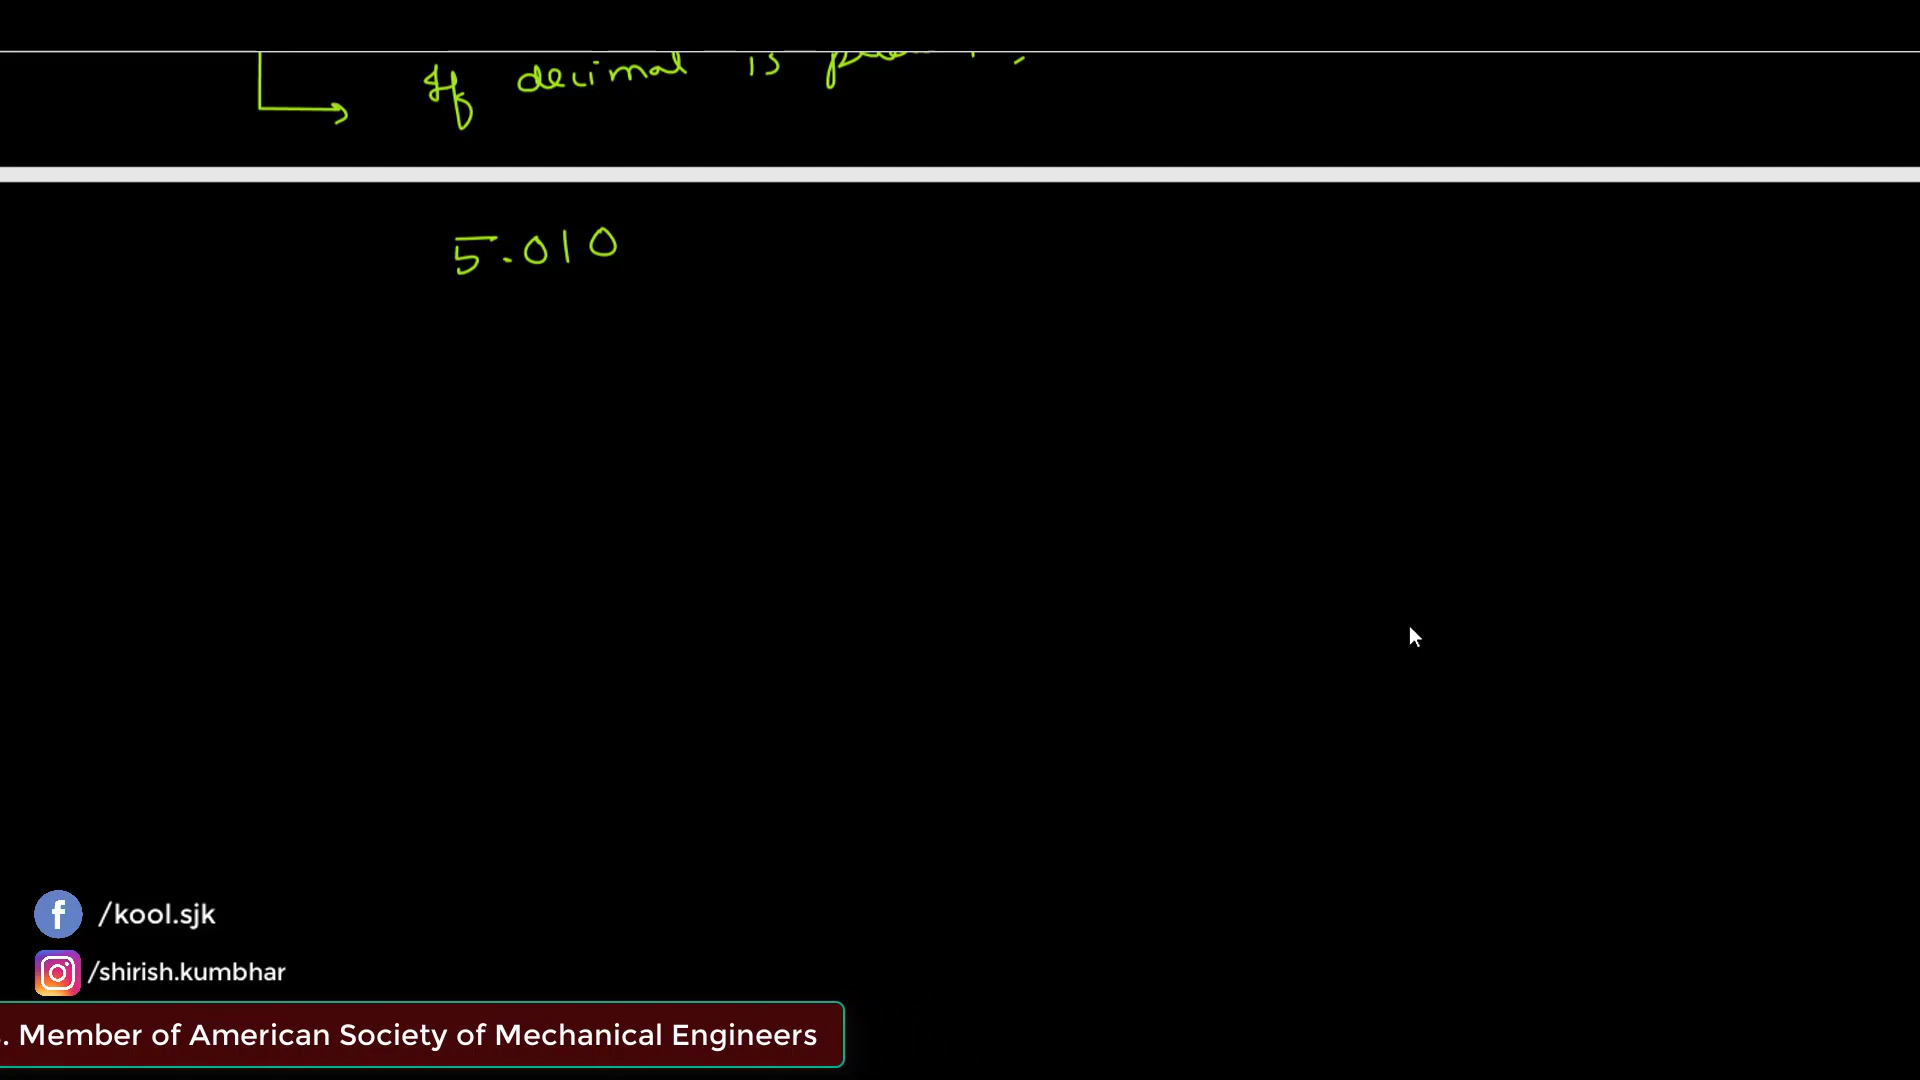 If decimal is
5.010
/kool.sjk
/shirish.kumbhar
. Member of American Society of Mechanical Engineers